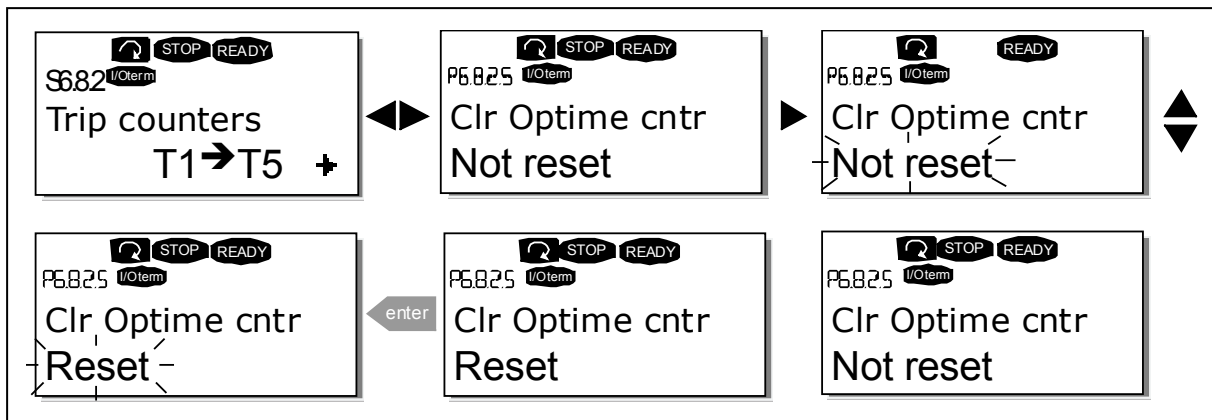 STOP READY
S6.8.2 I/Oterm
Trip counters
T1➔T5
STOP READY
P6.8.2.5 I/Oterm
Clr Optime cntr
Not reset
READY
P6.8.2.5 I/Oterm
Clr Optime cntr
Not reset
STOP READY
P6.8.2.5 I/Oterm
Clr Optime cntr
Reset
enter
STOP READY
P6.8.2.5 I/Oterm
Clr Optime cntr
Reset
STOP READY
P6.8.2.5 I/Oterm
Clr Optime cntr
Not reset